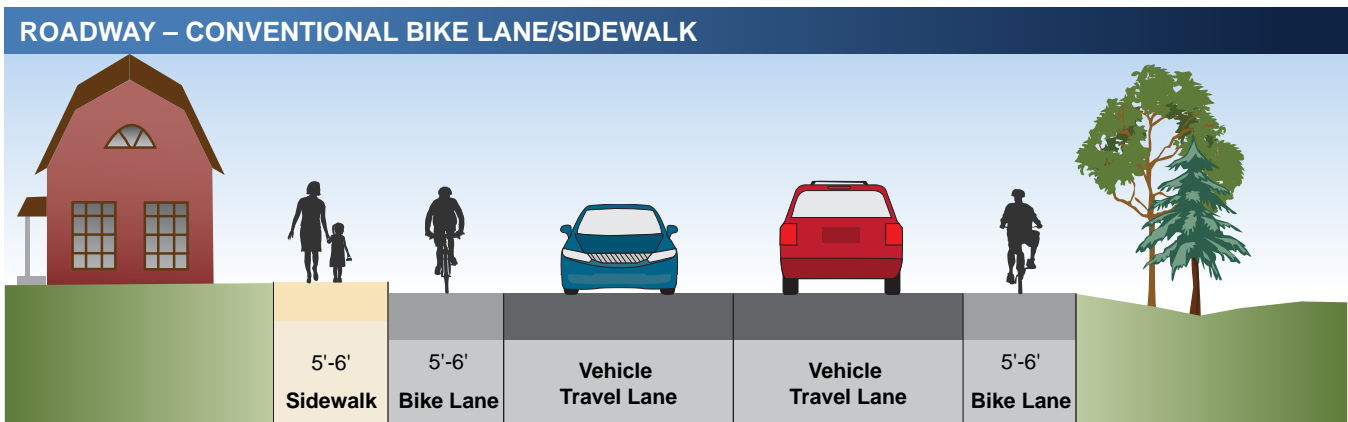 ROADWAY – CONVENTIONAL BIKE LANE/SIDEWALK
5'-6'
Sidewalk
5'-6'
Bike Lane
Vehicle
Travel Lane
Vehicle
Travel Lane
5'-6'
Bike Lane